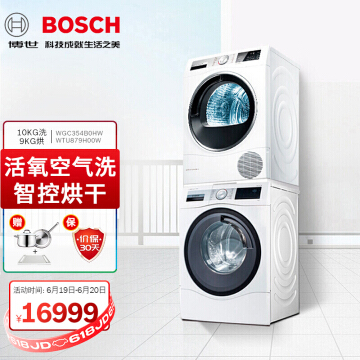 BOSCH
博世 科技成就生活之美
10KG洗 WGC354B0HW
9KG烘 WTU879H00W
活氧空气洗
智控烘干
赠 保
价保
30天
活动时间: 6月19日-6月20日
¥16999
618JD 618JD